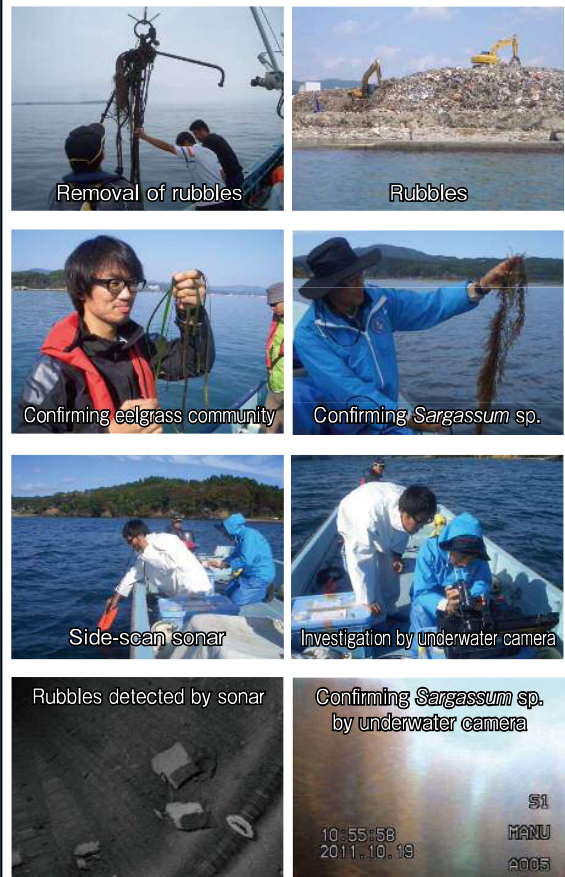 Removal of rubbles
Rubbles
Confirming eelgrass community
Confirming Sargassum sp.
Side-scan sonar
Investigation by underwater camera
Rubbles detected by sonar
Confirming Sargassum sp.
by underwater camera
S1
10:55:58
MANU
2011.10.19
A005